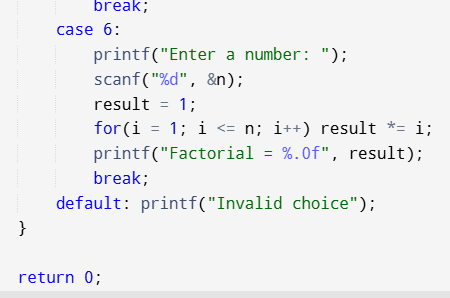 break;
case 6:
printf("Enter a number: ");
scanf("%d", &n);
result = 1;
for(i = 1; i <= n; i++) result *= i;
printf("Factorial = %.0f", result);
break;
default: printf("Invalid choice");
}
return 0;